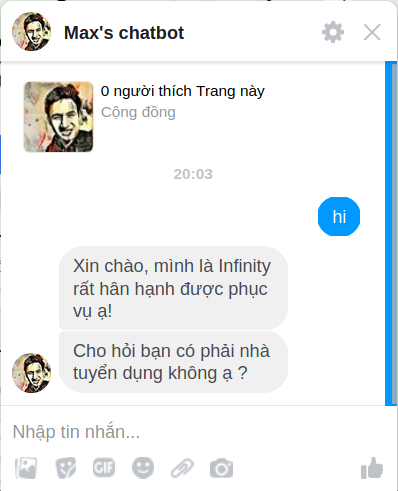 Max's chatbot
0 người thích Trang này
Cộng đồng
20:03
hi
Xin chào, mình là Infinity
rất hân hạnh được phục
vụ ạ!
Cho hỏi bạn có phải nhà
tuyển dụng không ạ ?
Nhập tin nhắn...
GIF